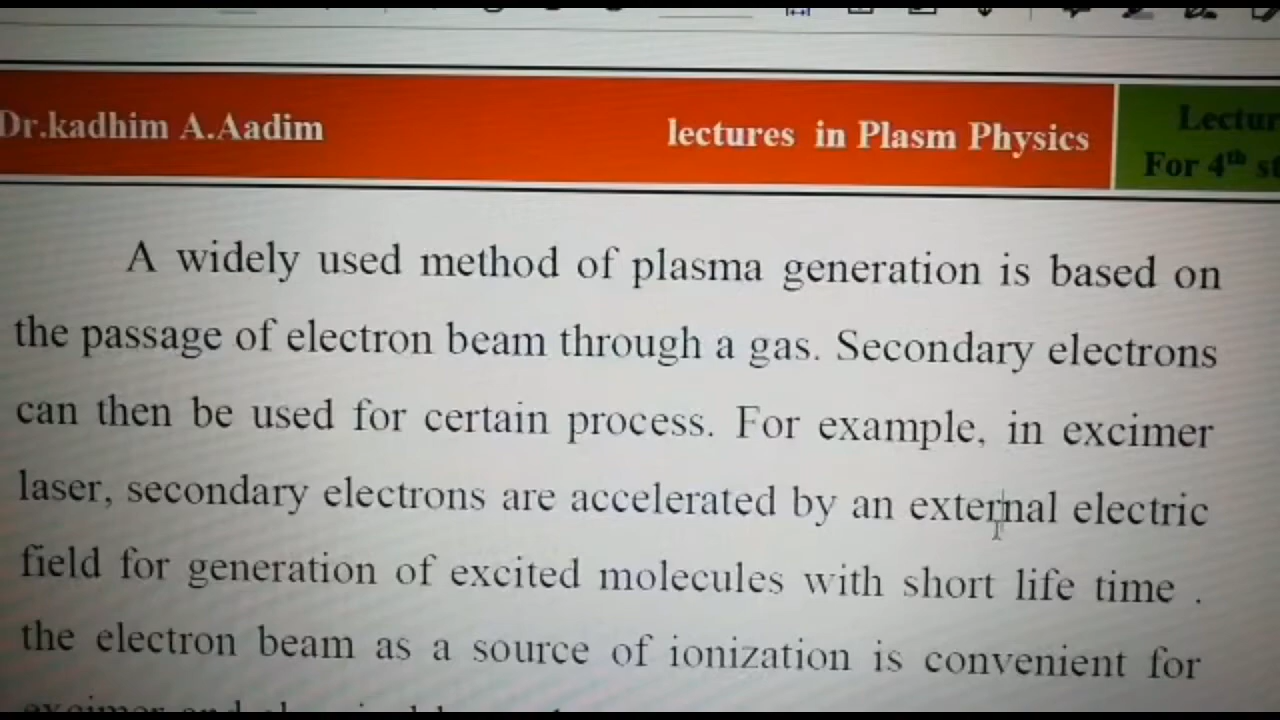 Dr.kadhim A.Aadim
lectures in Plasm Physics
For 4th
A widely used method of plasma generation is based on
the passage of electron beam through a gas. Secondary electrons
can then be used for certain process. For example, in excimer
laser, secondary electrons are accelerated by an external electric
field for generation of excited molecules with short life time .
the electron beam as a source of ionization is convenient for